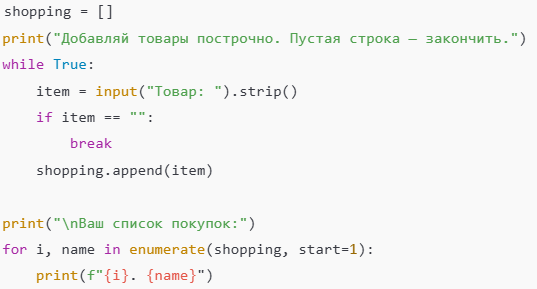 shopping = []
print("Добавляй товары построчно. Пустая строка — закончить.")
while True:
    item = input("Товар: ").strip()
    if item == "":
        break
    shopping.append(item)

print("\nВаш список покупок:")
for i, name in enumerate(shopping, start=1):
    print(f"{i}. {name}")